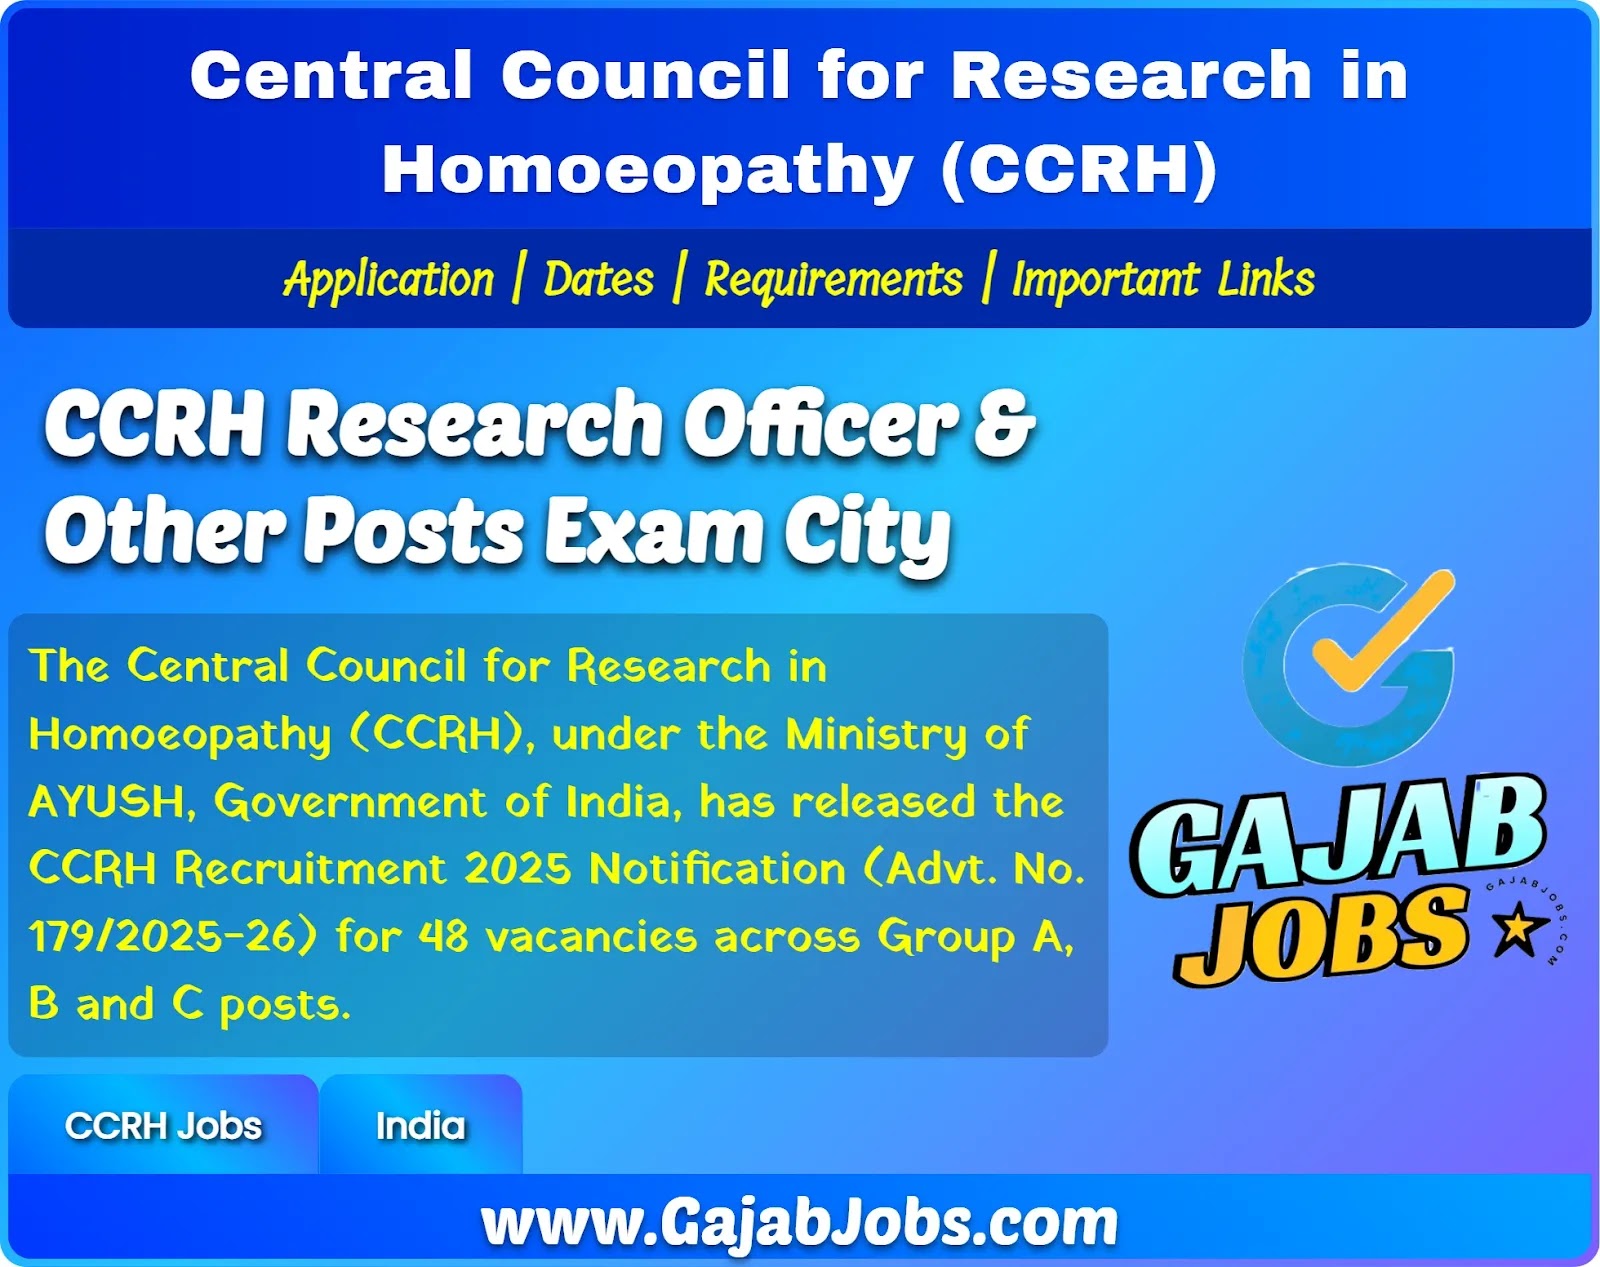 Central Council for Research in
Homoeopathy (CCRH)
Application | Dates | Requirements | Important Links
CCRH Research Officer &
Other Posts Exam City
The Central Council for Research in
Homoeopathy (CCRH), under the Ministry of
AYUSH, Government of India, has released the
CCRH Recruitment 2025 Notification (Advt. No.
179/2025-26) for 48 vacancies across Group A,
B and C posts.
GAJAB
JOBS
GAJABJOBS.COM
CCRH Jobs
India
www.GajabJobs.com